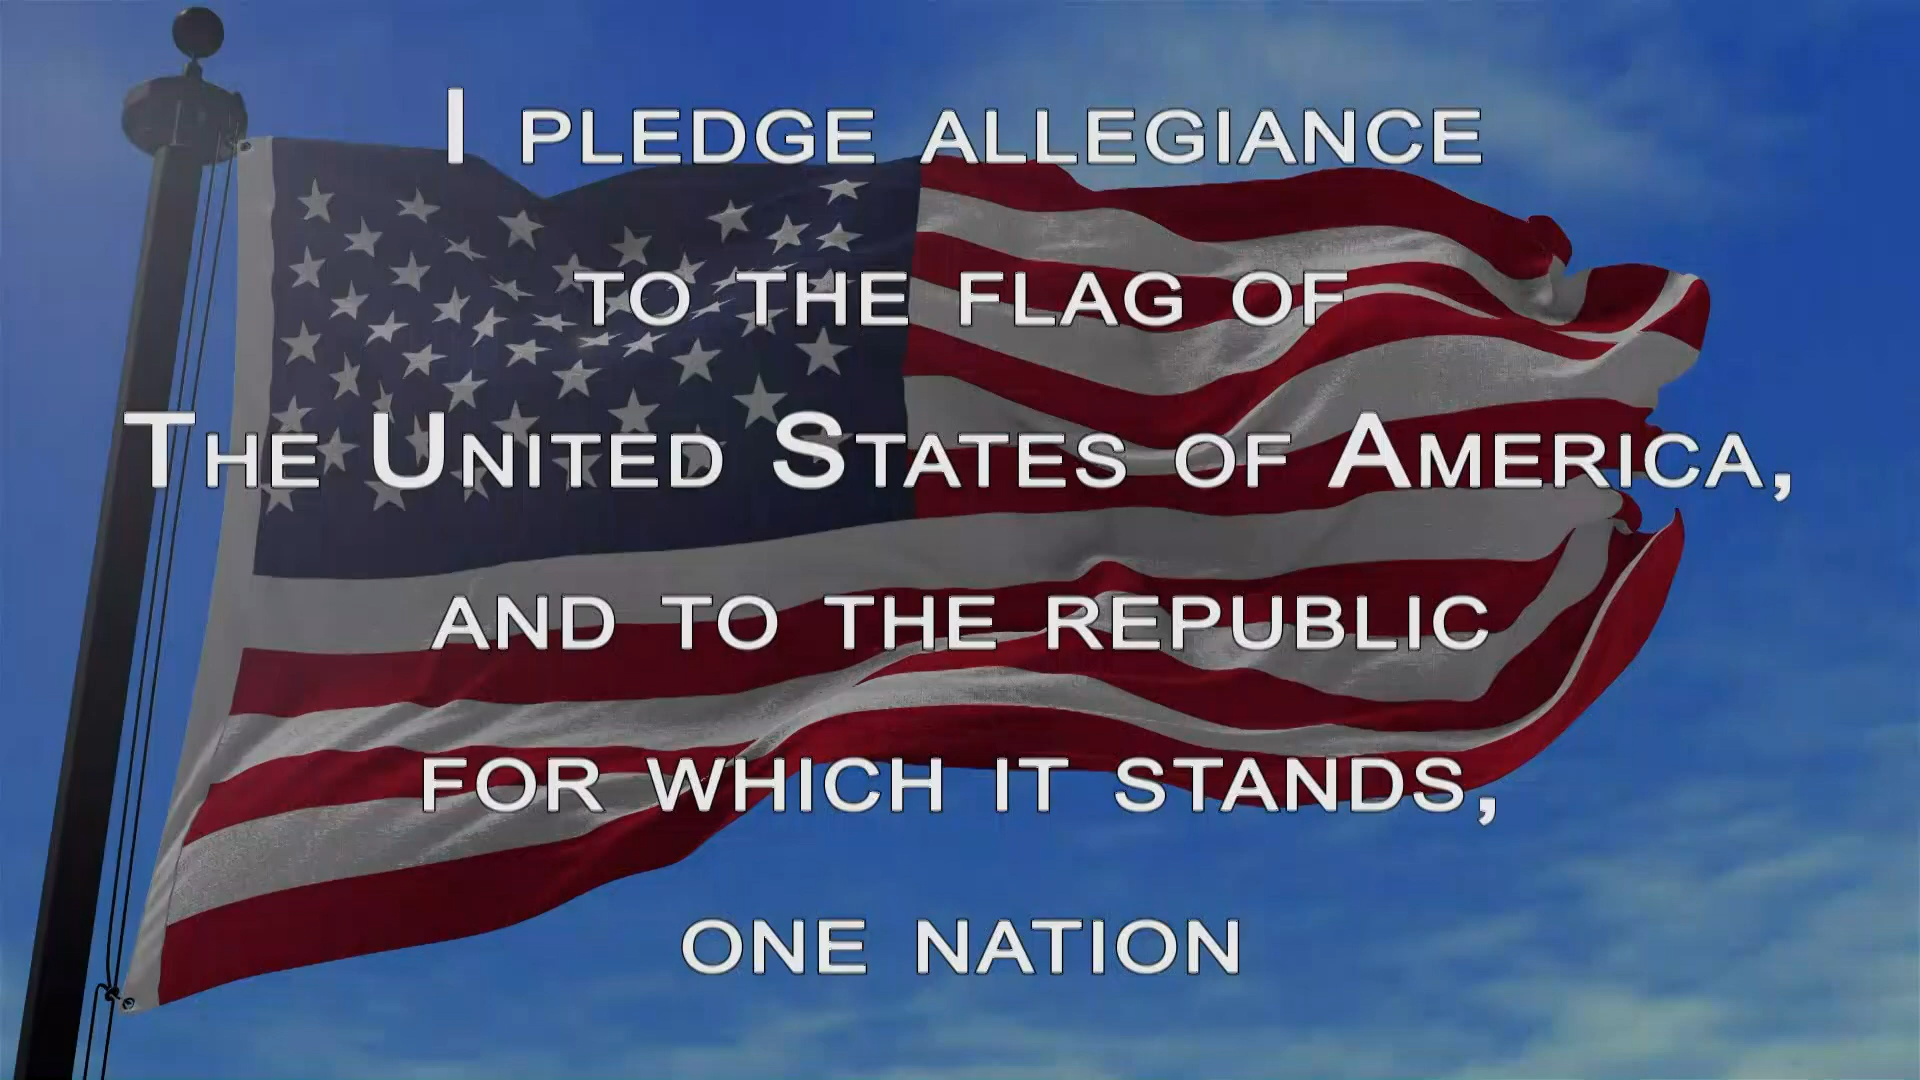 I PLEDGE ALLEGIANCE
TO THE FLAG OF
THE UNITED STATES OF AMERICA,
AND TO THE REPUBLIC
FOR WHICH IT STANDS,
ONE NATION